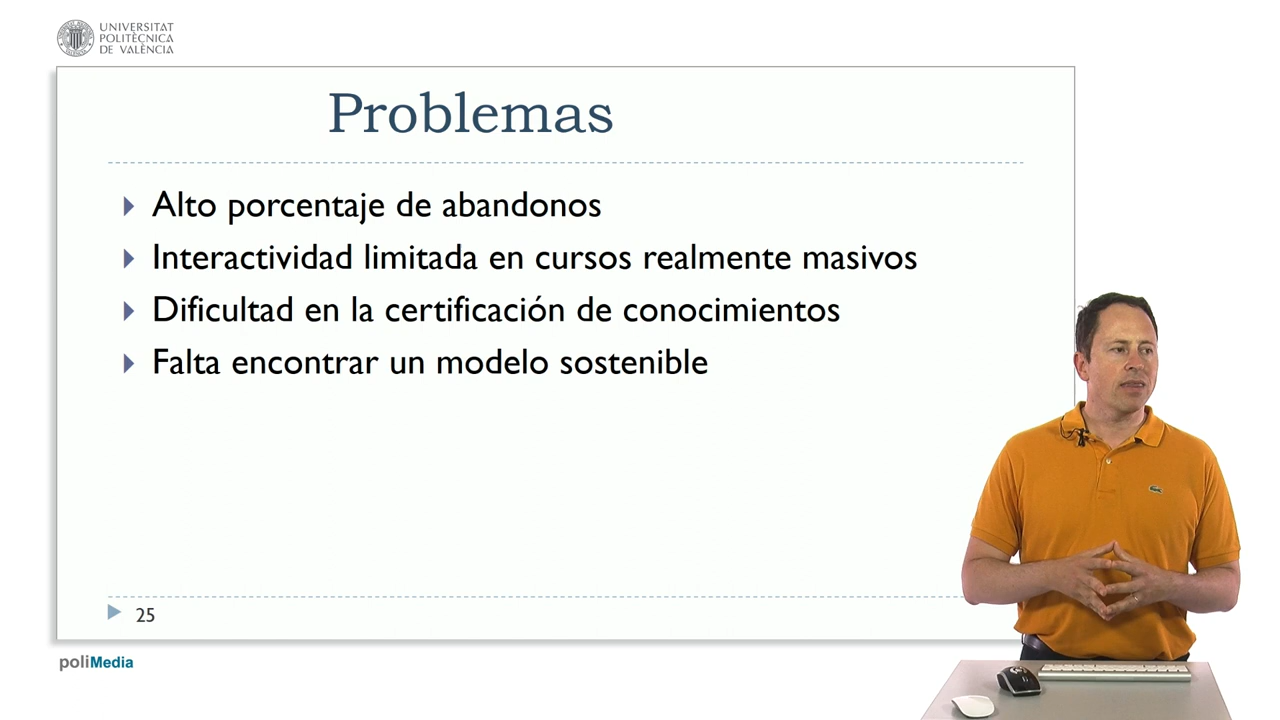 UNIVERSITAT
POLITÈCNICA
DE VALÈNCIA
Problemas
Alto porcentaje de abandonos
Interactividad limitada en cursos realmente masivos
Dificultad en la certificación de conocimientos
Falta encontrar un modelo sostenible
25
poliMedia